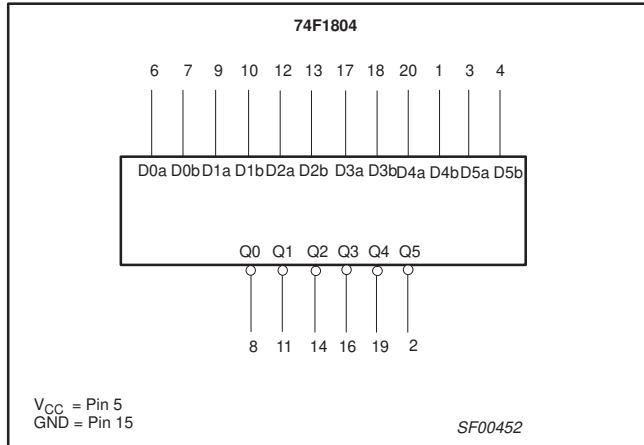 74F1804
6 7 9 10 12 13 17 18 20 1 3 4
D0a D0b D1a D1b D2a D2b D3a D3b D4a D4b D5a D5b
Q0 Q1 Q2 Q3 Q4 Q5
8 11 14 16 19 2
VCC = Pin 5
GND = Pin 15
SF00452